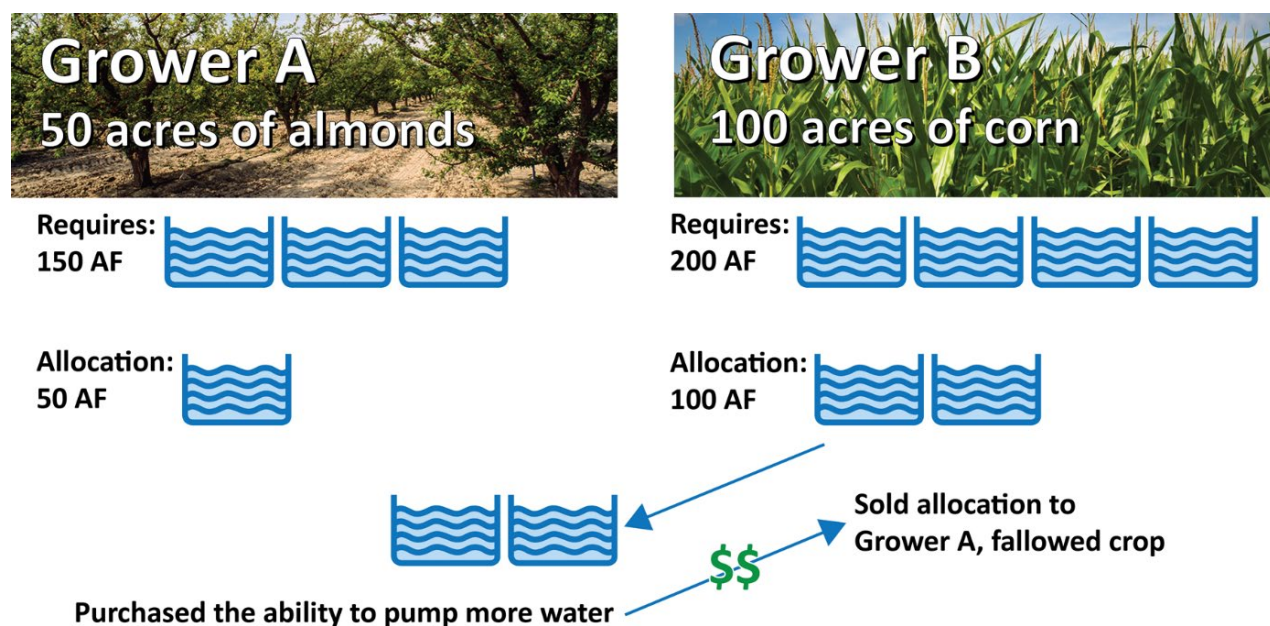 Grower A
50 acres of almonds
Requires:
150 AF
Allocation:
50 AF
Purchased the ability to pump more water
Grower B
100 acres of corn
Requires:
200 AF
Allocation:
100 AF
Sold allocation to
Grower A, fallowed crop
$$